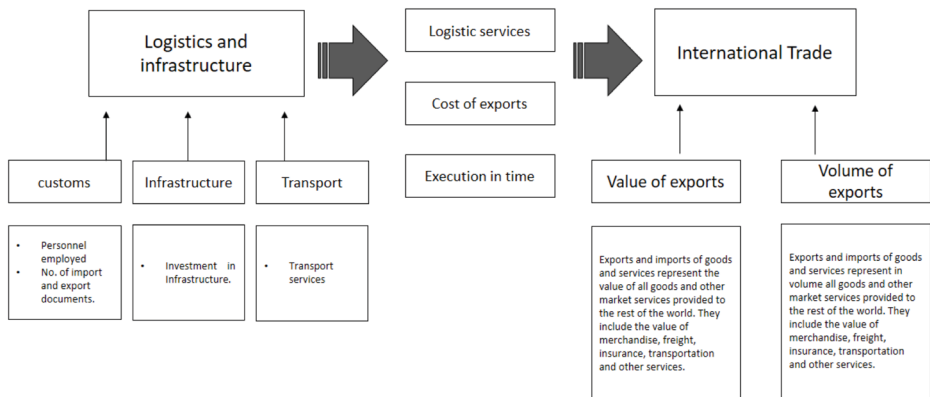 Logistics and
infrastructure
Logistic services
Cost of exports
Execution in time
International Trade
customs
Infrastructure
Transport
Value of exports
Volume of
exports
• Personnel
employed
• No. of import
and export
documents.
• Investment in
Infrastructure.
• Transport
services
Exports and imports of goods
and services represent the
value of all goods and other
market services provided to
the rest of the world. They
include the value of
merchandise, freight,
insurance, transportation
and other services.
Exports and imports of goods
and services represent in
volume all goods and other
market services provided to
the rest of the world. They
include the value of
merchandise, freight,
insurance, transportation
and other services.